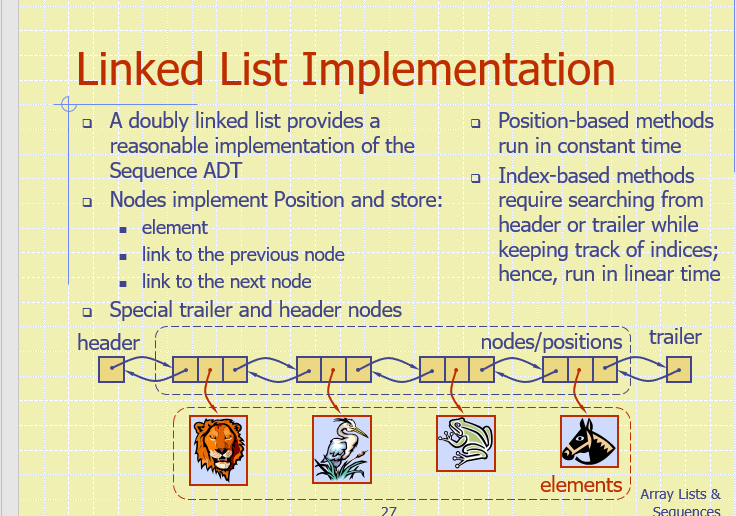 Linked List Implementation
A doubly linked list provides a
reasonable implementation of the
Sequence ADT
Nodes implement Position and store:
element
link to the previous node
link to the next node
Special trailer and header nodes
Position-based methods
run in constant time
Index-based methods
require searching from
header or trailer while
keeping track of indices;
hence, run in linear time
header
nodes/positions
trailer
elements
27
Array Lists &
Sequences